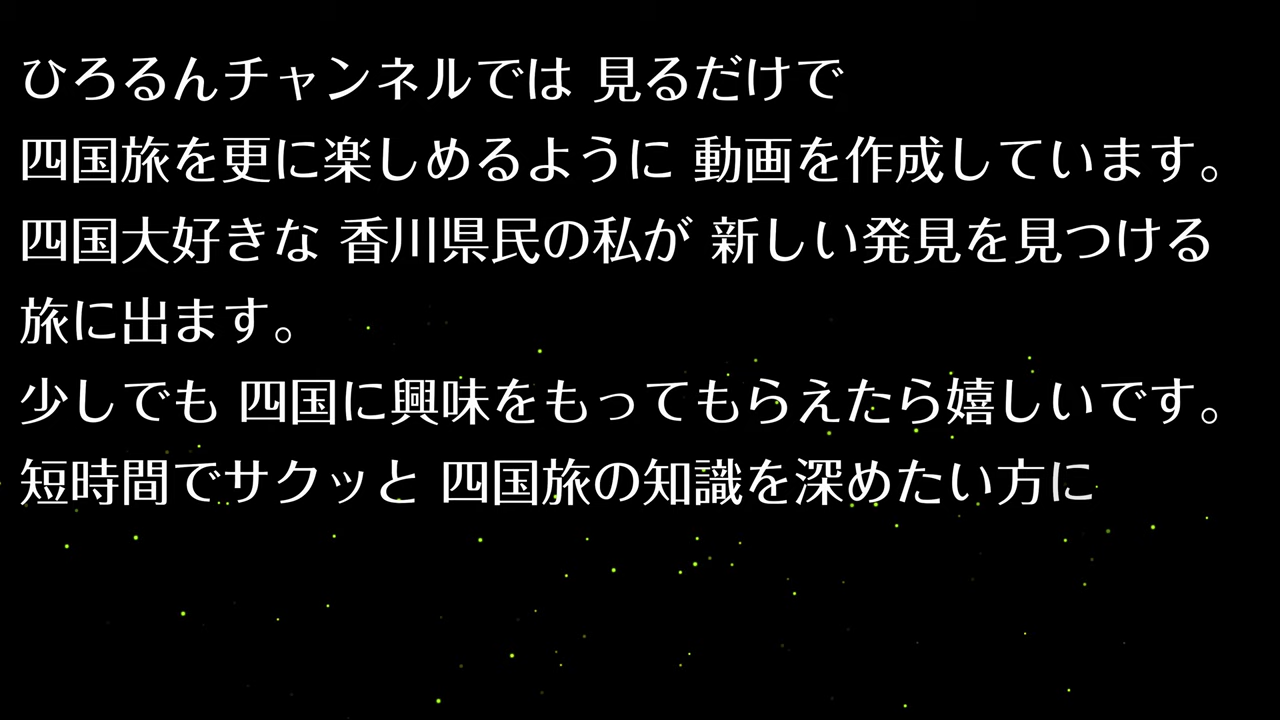 ひろるんチャンネルでは 見るだけで
四国旅を更に楽しめるように 動画を作成しています。
四国大好きな 香川県民の私が 新しい発見を見つける
旅に出ます。
少しでも 四国に興味をもってもらえたら嬉しいです。
短時間でサクッと 四国旅の知識を深めたい方に